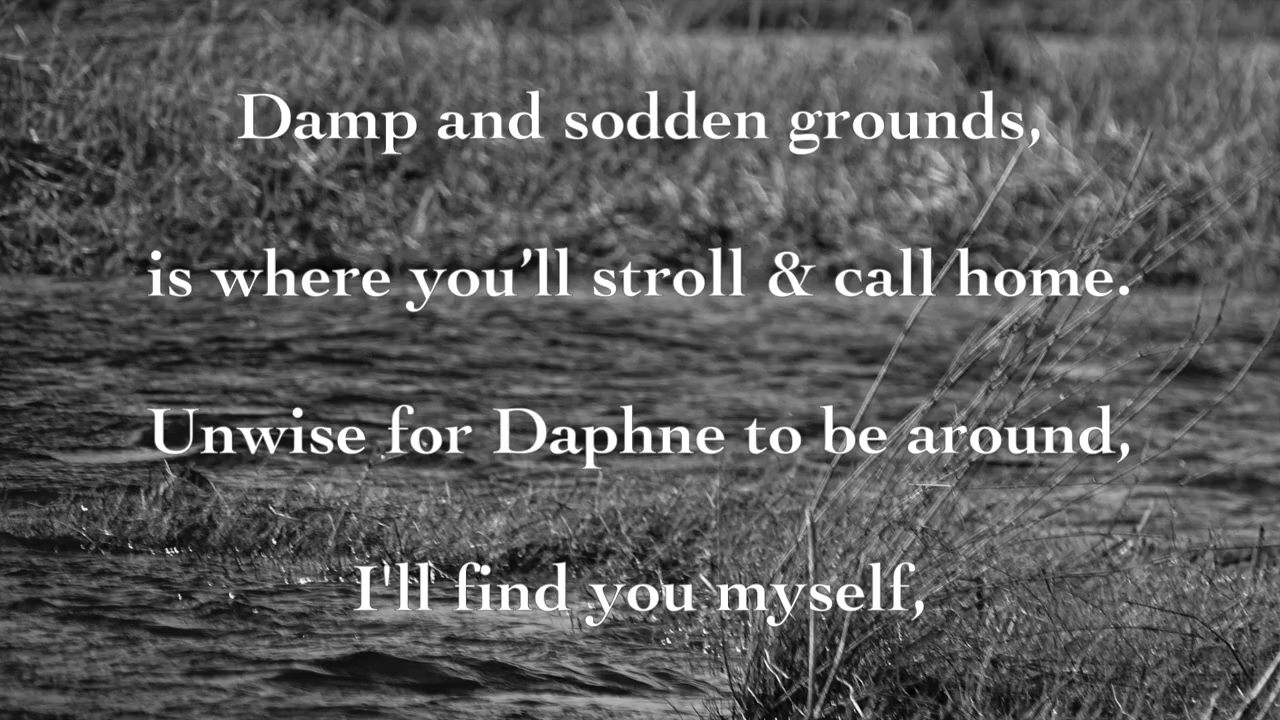 Damp and sodden grounds,
is where you’ll stroll & call home.
Unwise for Daphne to be around,
I'll find you myself,